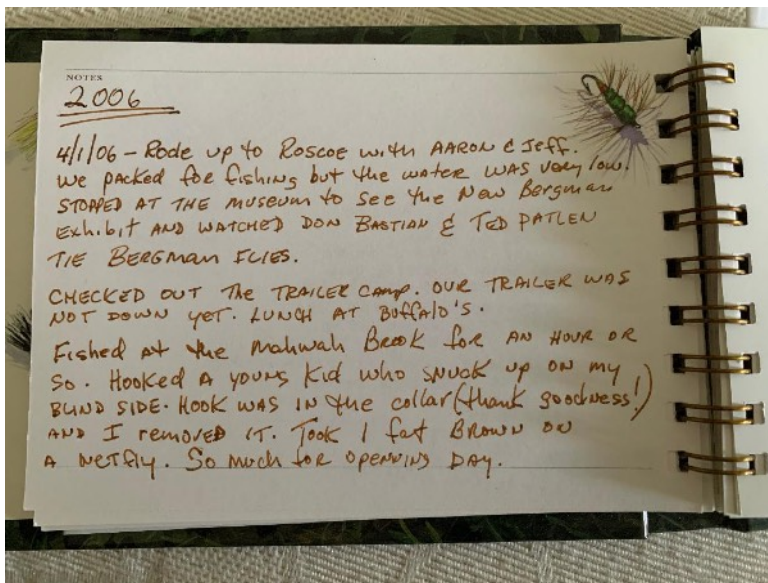 NOTES
2006
4/1/06 - Rode up to Roscoe with AARON & Jeff.
We packed for fishing but the water was very low.
STOPPED AT THE MUSEUM to see the New Bergman
Exhibit AND WATCHED DON BASTIAN & TED PATLEN
TIE BERGMAN FLIES.
CHECKED OUT The TRAILER CAMP. OUR TRAILER WAS
NOT DOWN YET. LUNCH AT BUFFALO'S.
Fished at the Mahwah Brook for AN HOUR OR
So. HOOKED A YOUNG Kid who SNUCK UP ON my
BLIND SIDE. HOOK WAS IN the collar (thank goodness!)
AND I removed IT. Took 1 fat BROWN ON
A WETFLY. So much for OPENING DAY.